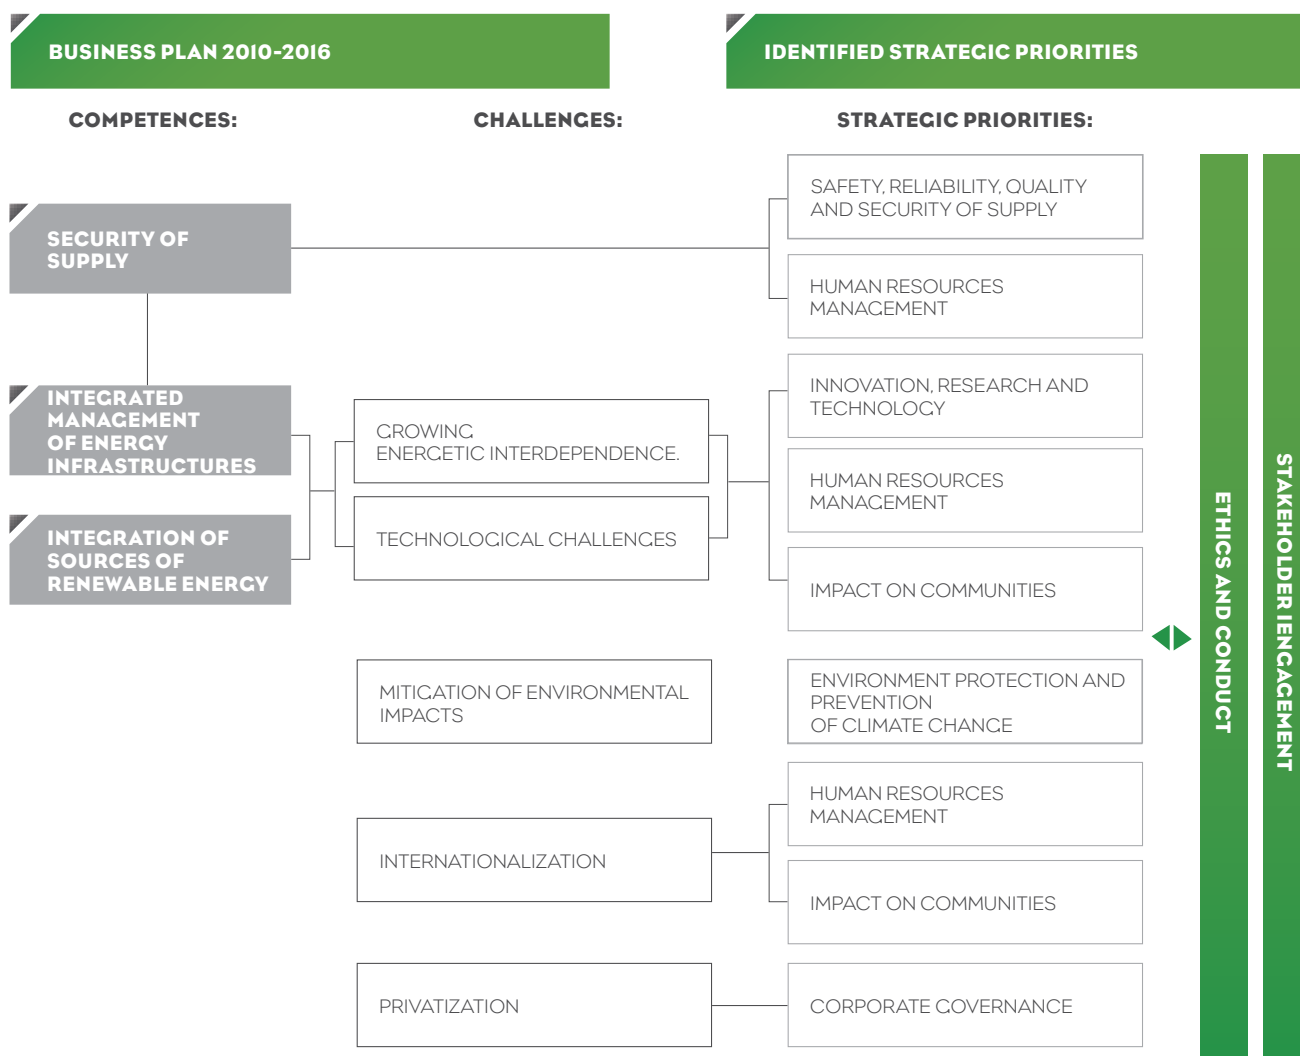 BUSINESS PLAN 2010-2016
IDENTIFIED STRATEGIC PRIORITIES
COMPETENCES:
CHALLENGES:
STRATEGIC PRIORITIES:
SECURITY OF
SUPPLY
SAFETY, RELIABILITY, QUALITY
AND SECURITY OF SUPPLY
HUMAN RESOURCES
MANAGEMENT
INTEGRATED
MANAGEMENT
OF ENERGY
INFRASTRUCTURES
INTEGRATION OF
SOURCES OF
RENEWABLE ENERGY
GROWING
ENERGETIC INTERDEPENDENCE.
TECHNOLOGICAL CHALLENGES
INNOVATION, RESEARCH AND
TECHNOLOGY
HUMAN RESOURCES
MANAGEMENT
IMPACT ON COMMUNITIES
MITIGATION OF ENVIRONMENTAL
IMPACTS
ENVIRONMENT PROTECTION AND
PREVENTION
OF CLIMATE CHANGE
INTERNATIONALIZATION
HUMAN RESOURCES
MANAGEMENT
IMPACT ON COMMUNITIES
PRIVATIZATION
CORPORATE GOVERNANCE
ETHICS AND CONDUCT
STAKEHOLDER IENGAGEMENT